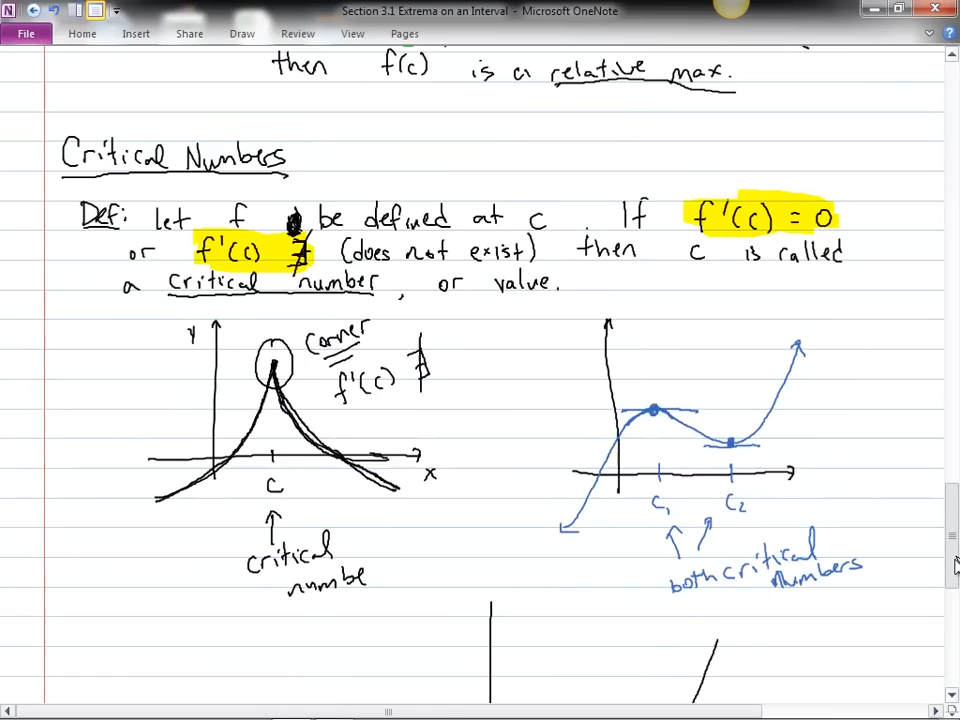 Section 3.1 Extrema on an Interval - Microsoft OneNote
File Home Insert Share Draw Review View Pages
then f(c) is a relative max.
Critical Numbers
Def: let f be defined at c . If f'(c) = 0
or f'(c) ∄ (does not exist) then c is called
a critical number, or value.
y
corner
f'(c) ∄
x
c
critical
numbe
c₁ c₂
both critical
numbers